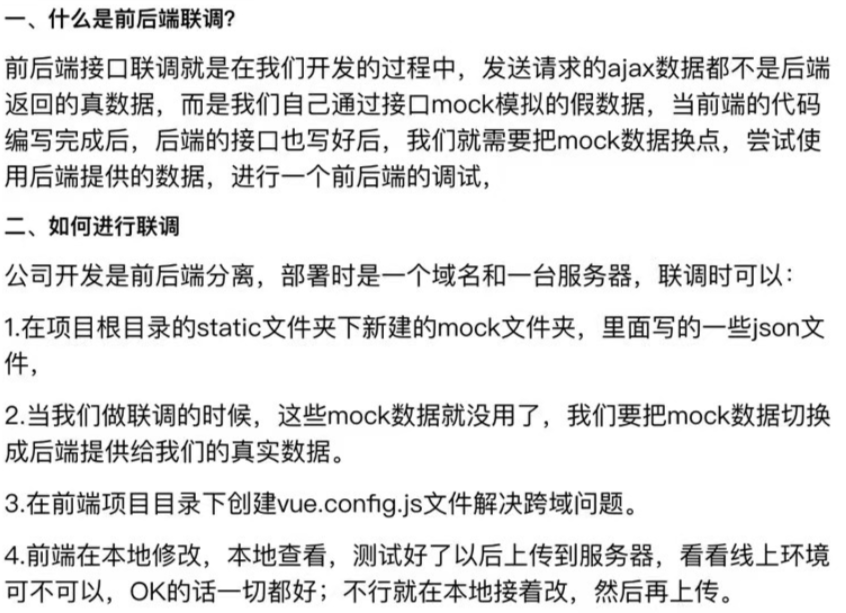 一、什么是前后端联调?
前后端接口联调就是在我们开发的过程中，发送请求的ajax数据都不是后端
返回的真数据，而是我们自己通过接口mock模拟的假数据，当前端的代码
编写完成后，后端的接口也写好后，我们就需要把mock数据换点，尝试使
用后端提供的数据，进行一个前后端的调试，
二、如何进行联调
公司开发是前后端分离，部署时是一个域名和一台服务器，联调时可以：
1.在项目根目录的static文件夹下新建的mock文件夹，里面写的一些json文
件，
2.当我们做联调的时候，这些mock数据就没用了，我们要把mock数据切换
成后端提供给我们的真实数据。
3.在前端项目目录下创建vue.config.js文件解决跨域问题。
4.前端在本地修改，本地查看，测试好了以后上传到服务器，看看线上环境
可不可以，OK的话一切都好；不行就在本地接着改，然后再上传。